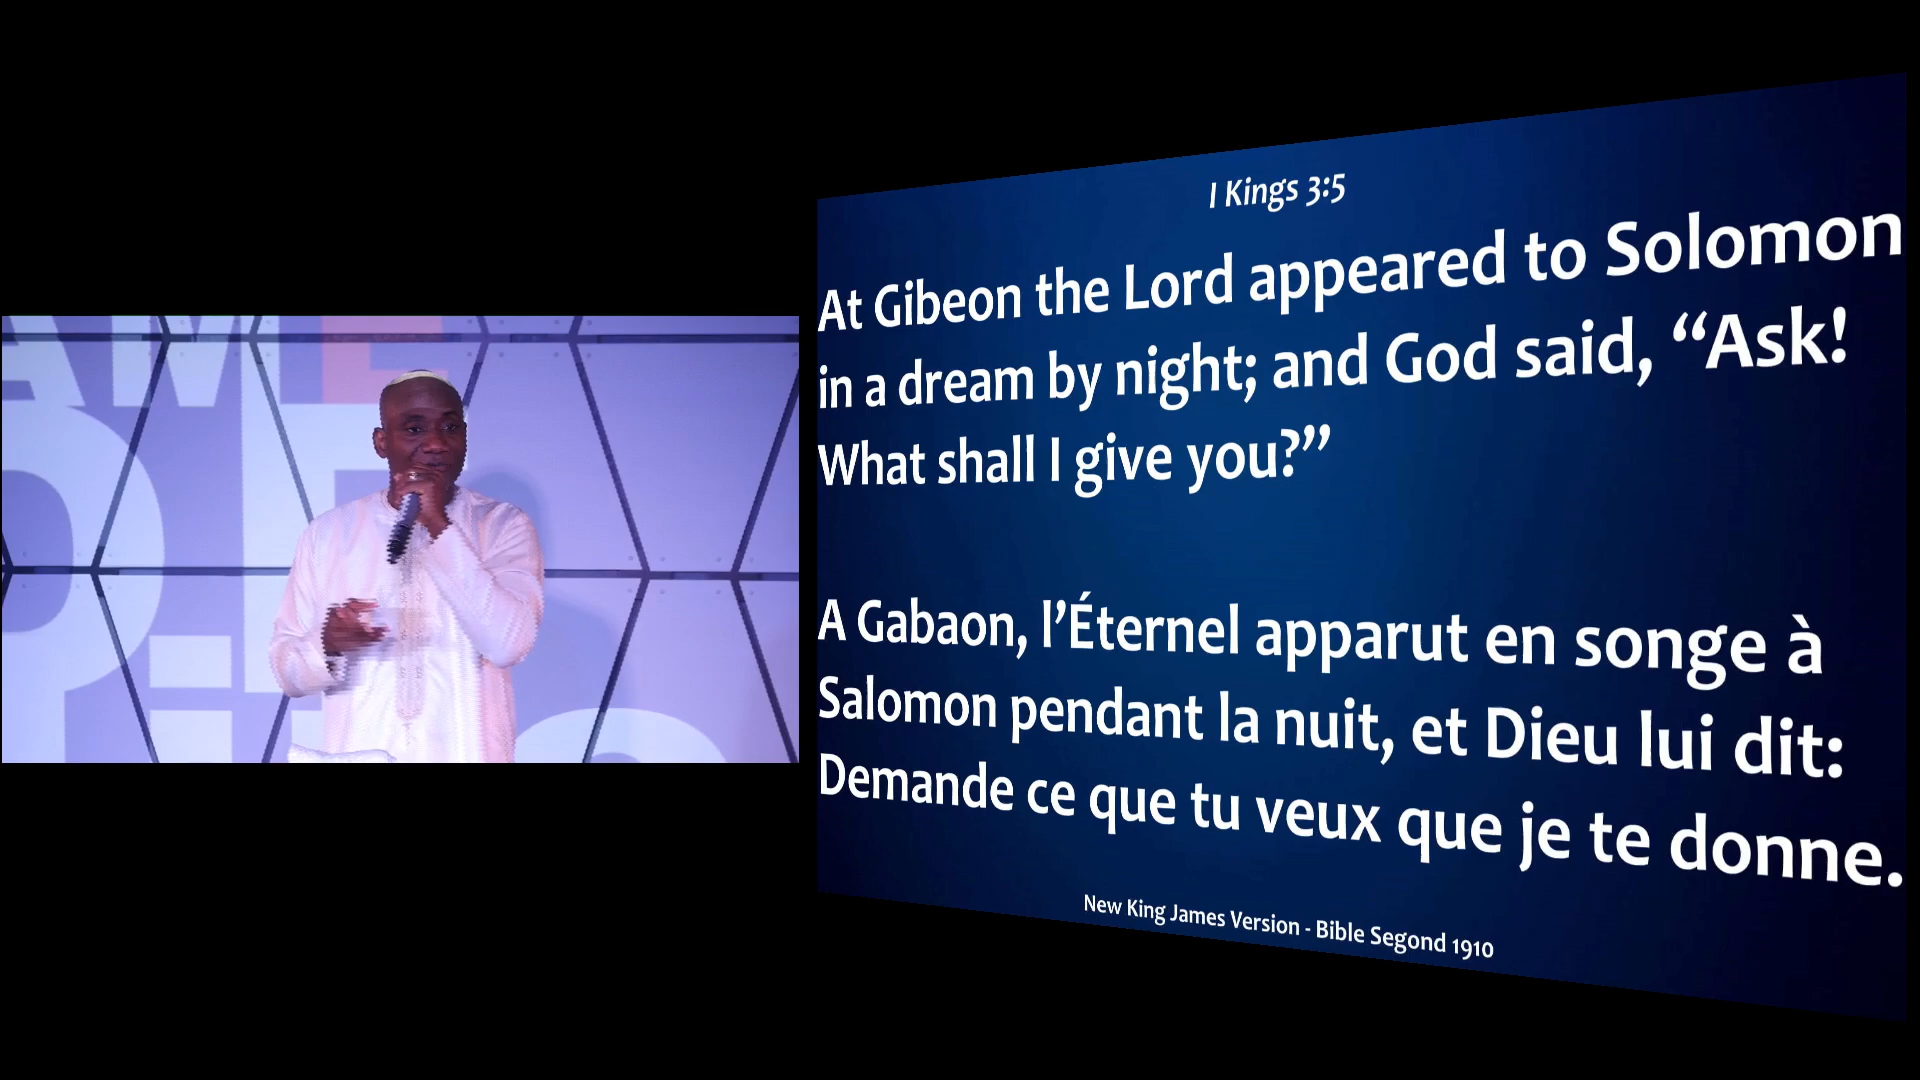 I Kings 3:5
At Gibeon the Lord appeared to Solomon
in a dream by night; and God said, “Ask!
What shall I give you?”
A Gabaon, l’Éternel apparut en songe à
Salomon pendant la nuit, et Dieu lui dit:
Demande ce que tu veux que je te donne.
New King James Version - Bible Segond 1910